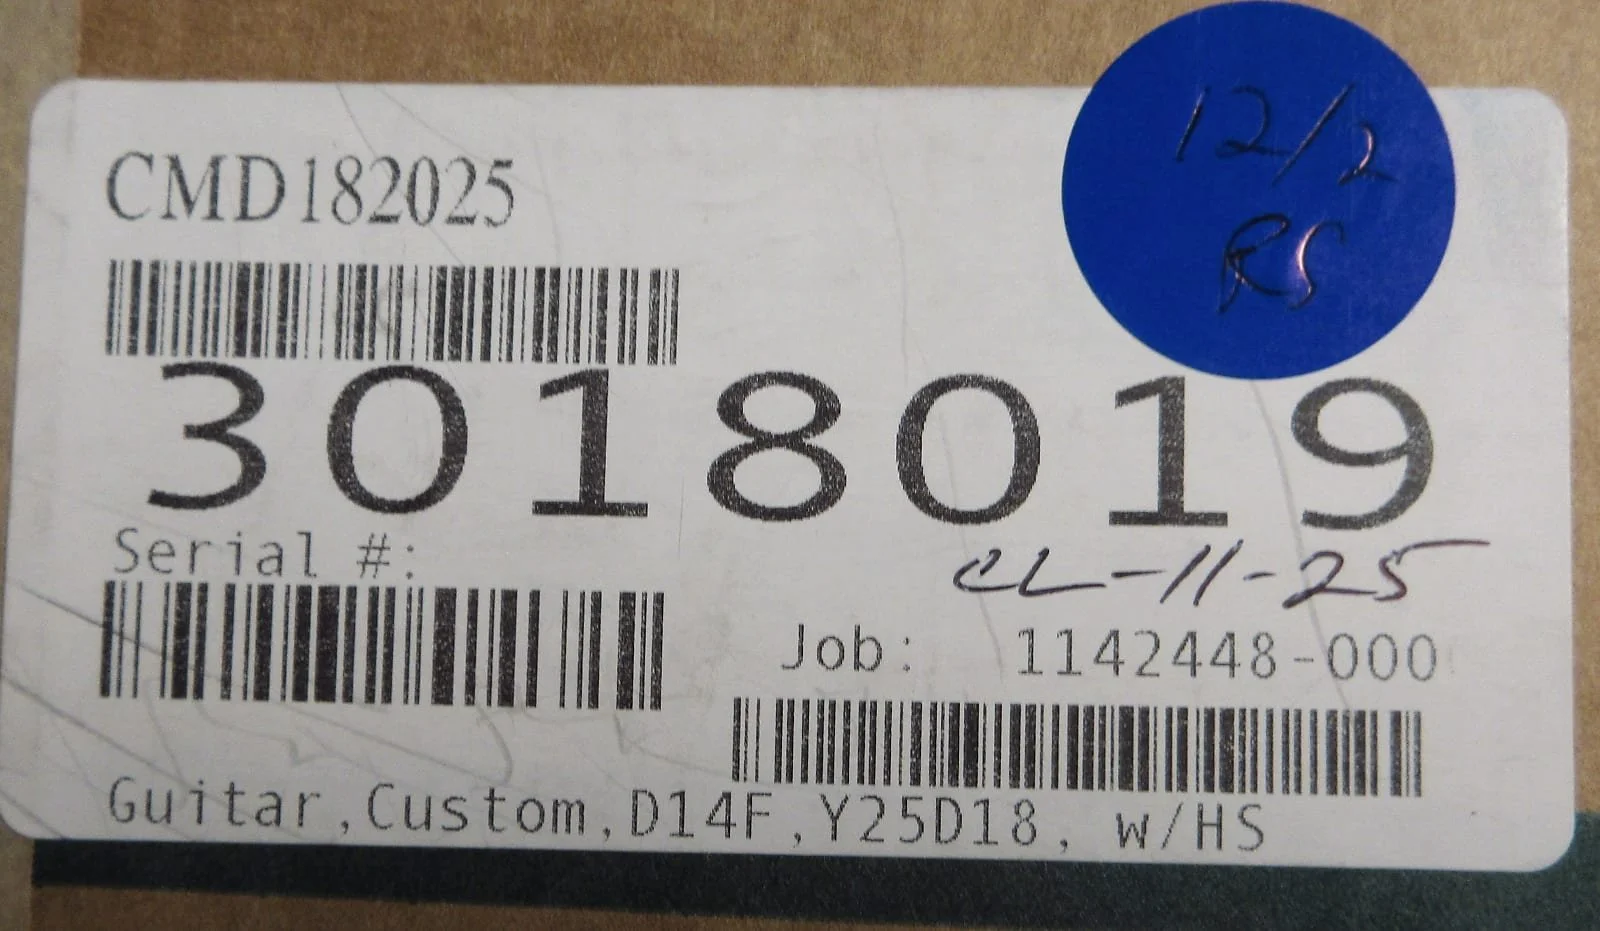 12/2
RS
CMD182025
3018019
Serial #:
CL-11-25
Job: 1142448-000
Guitar,Custom,D14F,Y25D18, w/HS